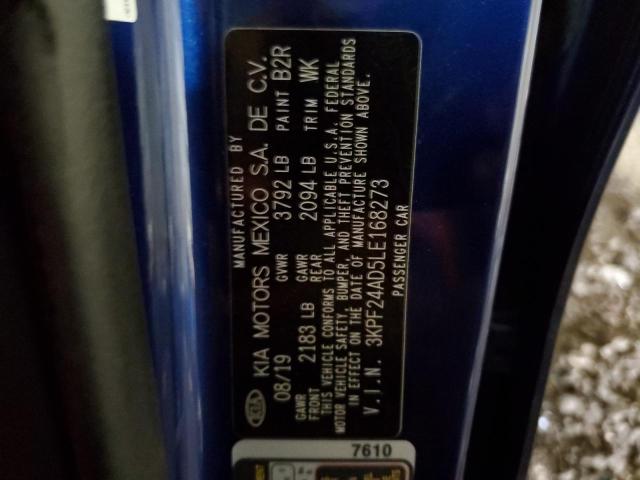 MANUFACTURED BY
KIA KIA MOTORS MEXICO S.A. DE C.V.
08/19 GVWR 3792 LB PAINT B2R
GAWR FRONT 2183 LB GAWR REAR 2094 LB TRIM WK
THIS VEHICLE CONFORMS TO ALL APPLICABLE U.S.A. FEDERAL
MOTOR VEHICLE SAFETY, BUMPER, AND THEFT PREVENTION STANDARDS
IN EFFECT ON THE DATE OF MANUFACTURE SHOWN ABOVE.
V.I.N. 3KPF24AD5LE168273
PASSENGER CAR
7610